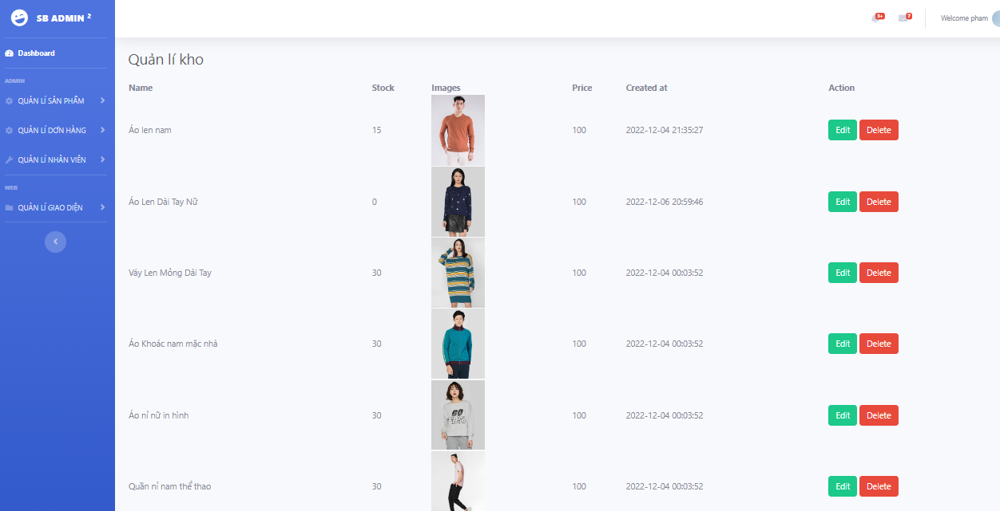 SB ADMIN 2
3+
7
Welcome pham
Dashboard
ADMIN
QUẢN LÍ SẢN PHẨM
QUẢN LÍ ĐƠN HÀNG
QUẢN LÍ NHÂN VIÊN
WEB
QUẢN LÍ GIAO DIỆN
Quản lí kho
Name Stock Images Price Created at Action
Áo len nam 15 100 2022-12-04 21:35:27 Edit Delete
Áo Len Dài Tay Nữ 0 100 2022-12-06 20:59:46 Edit Delete
Váy Len Mỏng Dài Tay 30 100 2022-12-04 00:03:52 Edit Delete
Áo Khoác nam mặc nhà 30 100 2022-12-04 00:03:52 Edit Delete
Áo nỉ nữ in hình 30 100 2022-12-04 00:03:52 Edit Delete
GO
Quần nỉ nam thể thao 30 100 2022-12-04 00:03:52 Edit Delete